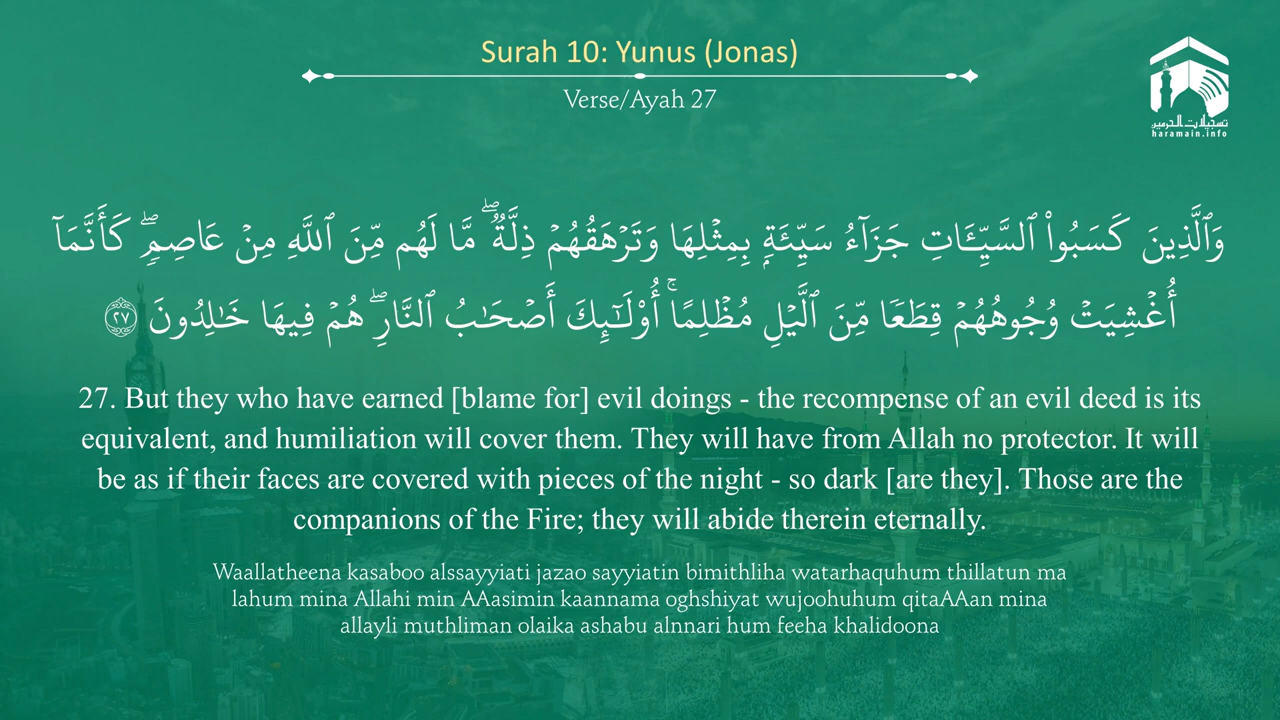 Surah 10: Yunus (Jonas)
Verse/Ayah 27
تسجيلات الحرمين
haramain.info
وَٱلَّذِينَ كَسَبُوا۟ ٱلسَّيِّـَٔاتِ جَزَآءُ سَيِّئَةٍۭ بِمِثْلِهَا وَتَرْهَقُهُمْ ذِلَّةٌۭ ۖ مَّا لَهُم مِّنَ ٱللَّهِ مِنْ عَاصِمٍۢ ۖ كَأَنَّمَآ
أُغْشِيَتْ وُجُوهُهُمْ قِطَعًۭا مِّنَ ٱلَّيْلِ مُظْلِمًا ۚ أُو۟لَـٰٓئِكَ أَصْحَـٰبُ ٱلنَّارِ ۖ هُمْ فِيهَا خَـٰلِدُونَ ٢٧
27. But they who have earned [blame for] evil doings - the recompense of an evil deed is its
equivalent, and humiliation will cover them. They will have from Allah no protector. It will
be as if their faces are covered with pieces of the night - so dark [are they]. Those are the
companions of the Fire; they will abide therein eternally.
Waallatheena kasaboo alssayyiati jazao sayyiatin bimithliha watarhaquhum thillatun ma
lahum mina Allahi min AAasimin kaannama oghshiyat wujoohuhum qitaAAan mina
allayli muthliman olaika ashabu alnnari hum feeha khalidoona